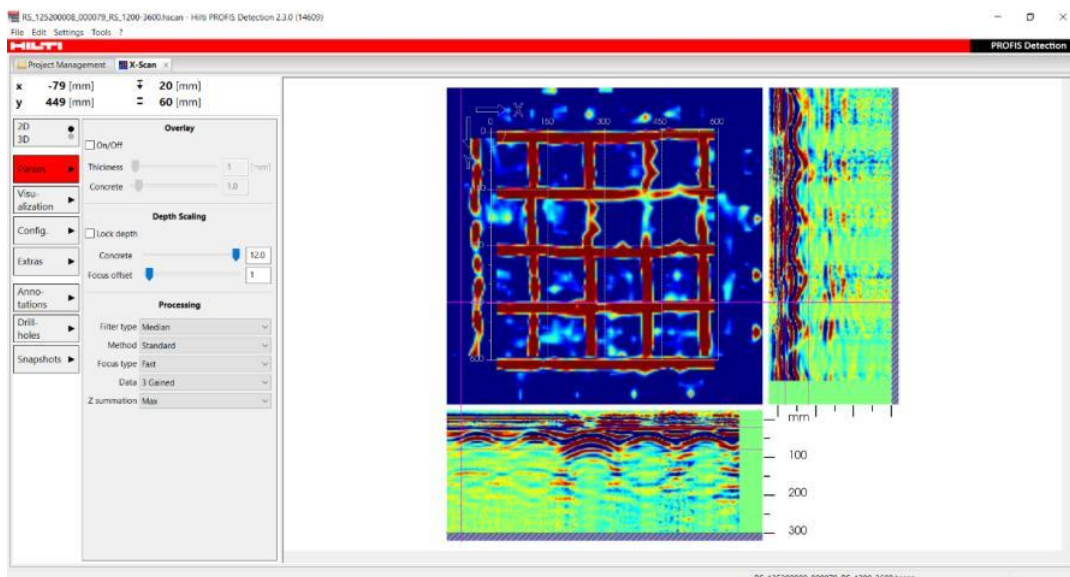 RS_125200008_000079_RS_1200-3600.hscan - Hilti PROFIS Detection 2.3.0 (14609)
File Edit Settings Tools ?
HILTI PROFIS Detection
Project Management X-Scan ×
x -79 [mm] 20 [mm]
y 449 [mm] 60 [mm]
2D
3D
Overlay
On/Off
Thickness 1 [mm]
Concrete 1.0
Param.
Visu-
alization
Config.
Extras
Anno-
tations
Drill-
holes
Snapshots
Depth Scaling
Lock depth
Concrete 12.0
Focus offset 1
Processing
Filter type Median
Method Standard
Focus type Fast
Data 3 Gained
Z summation Max
X
0 150 450 600
0
600
mm
100
200
300